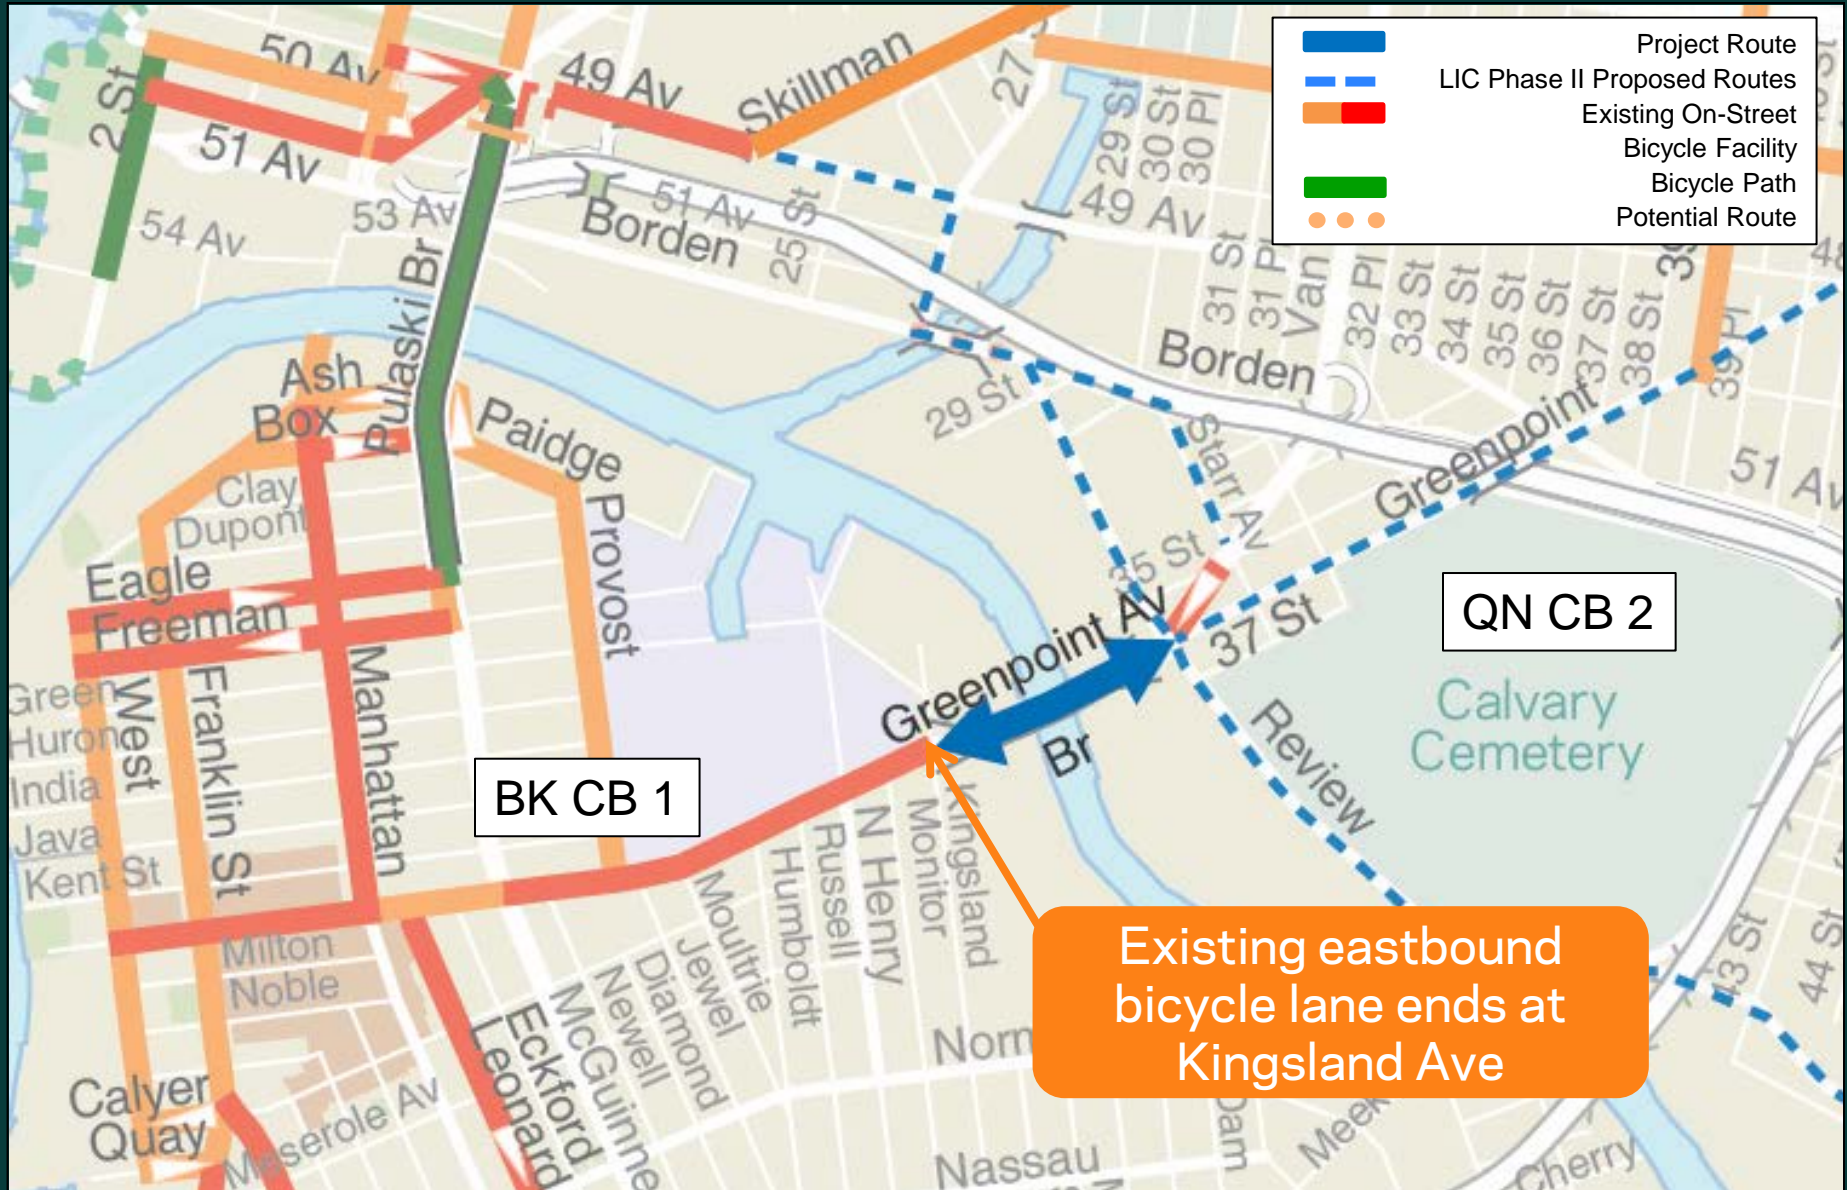 Project Route
LIC Phase II Proposed Routes
Existing On-Street
Bicycle Facility
Bicycle Path
Potential Route
50 Av
49 Av
Skillman
27
2 St
51 Av
54 Av
53 Av
Pulaski Br
51 Av
Borden
25 St
29 St
30 St
30 Pl
49 Av
31 St
31 Pl
Van
32 Pl
33 St
34 St
35 St
36 St
37 St
38 St
39 Pl
48
Borden
29 St
Starr Av
Greenpoint
51 Av
Ash
Box
Paidge
Clay
Dupont
Provost
Eagle
Freeman
35 St
37 St
QN CB 2
Calvary
Cemetery
Greenpoint Av
Br
Review
Green
Huron
India
Java
Kent St
West
Franklin St
Manhattan
BK CB 1
Kingsland
Monitor
N Henry
Russell
Humboldt
Moultrie
Jewel
Diamond
Newell
McGuinne
Eckford
Leonard
Milton
Noble
Calyer
Quay
Meserole Av
Norn
Nassau
Meek
Cherry
43 St
44 St
Existing eastbound
bicycle lane ends at
Kingsland Ave